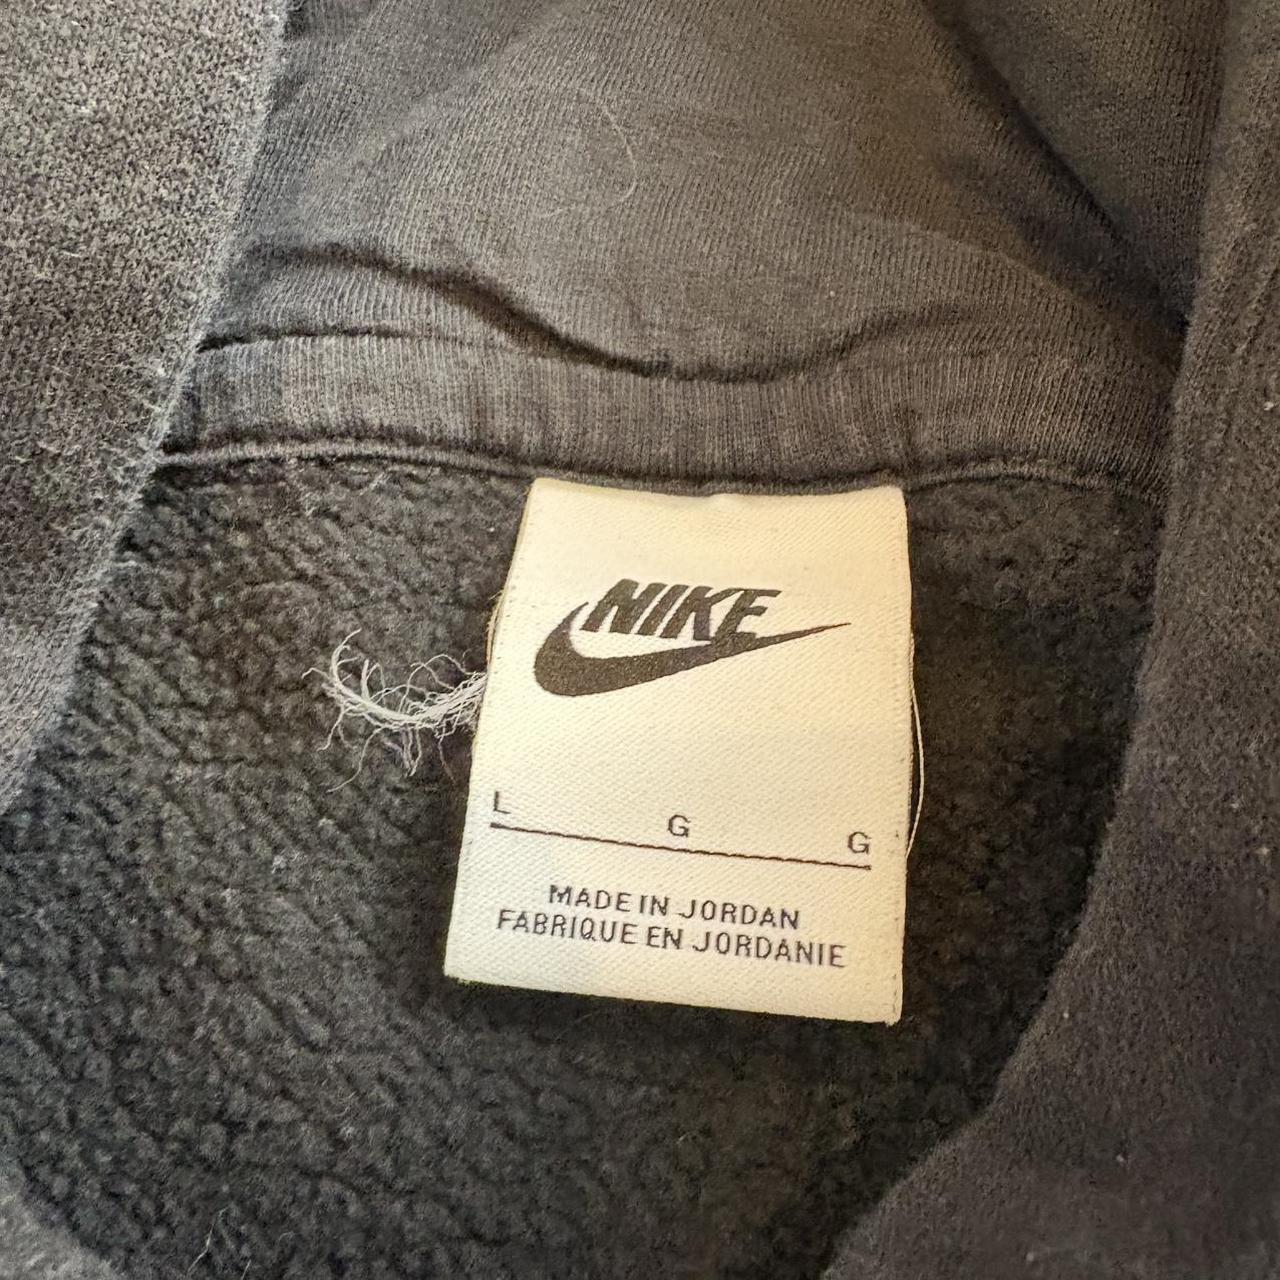 NIKE
L G G
MADE IN JORDAN
FABRIQUE EN JORDANIE